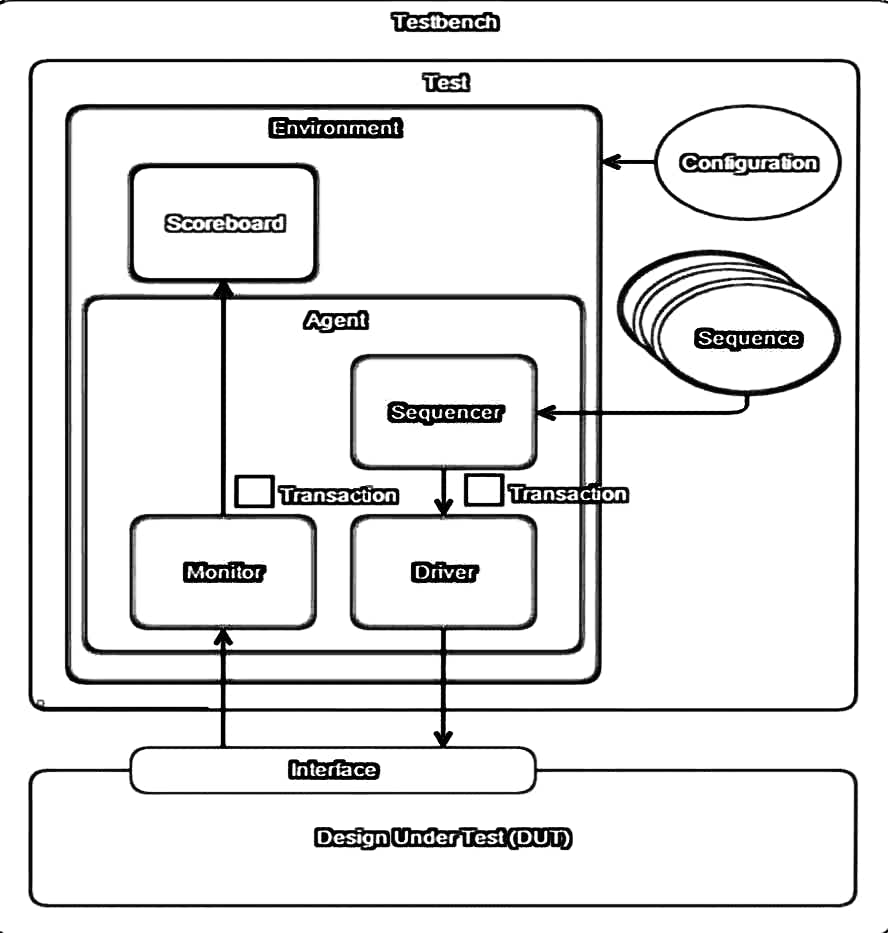 Testbench
Test
Environment
Configuration
Scoreboard
Agent
Sequence
Sequencer
Transaction
Transaction
Monitor
Driver
Interface
Design Under Test (DUT)